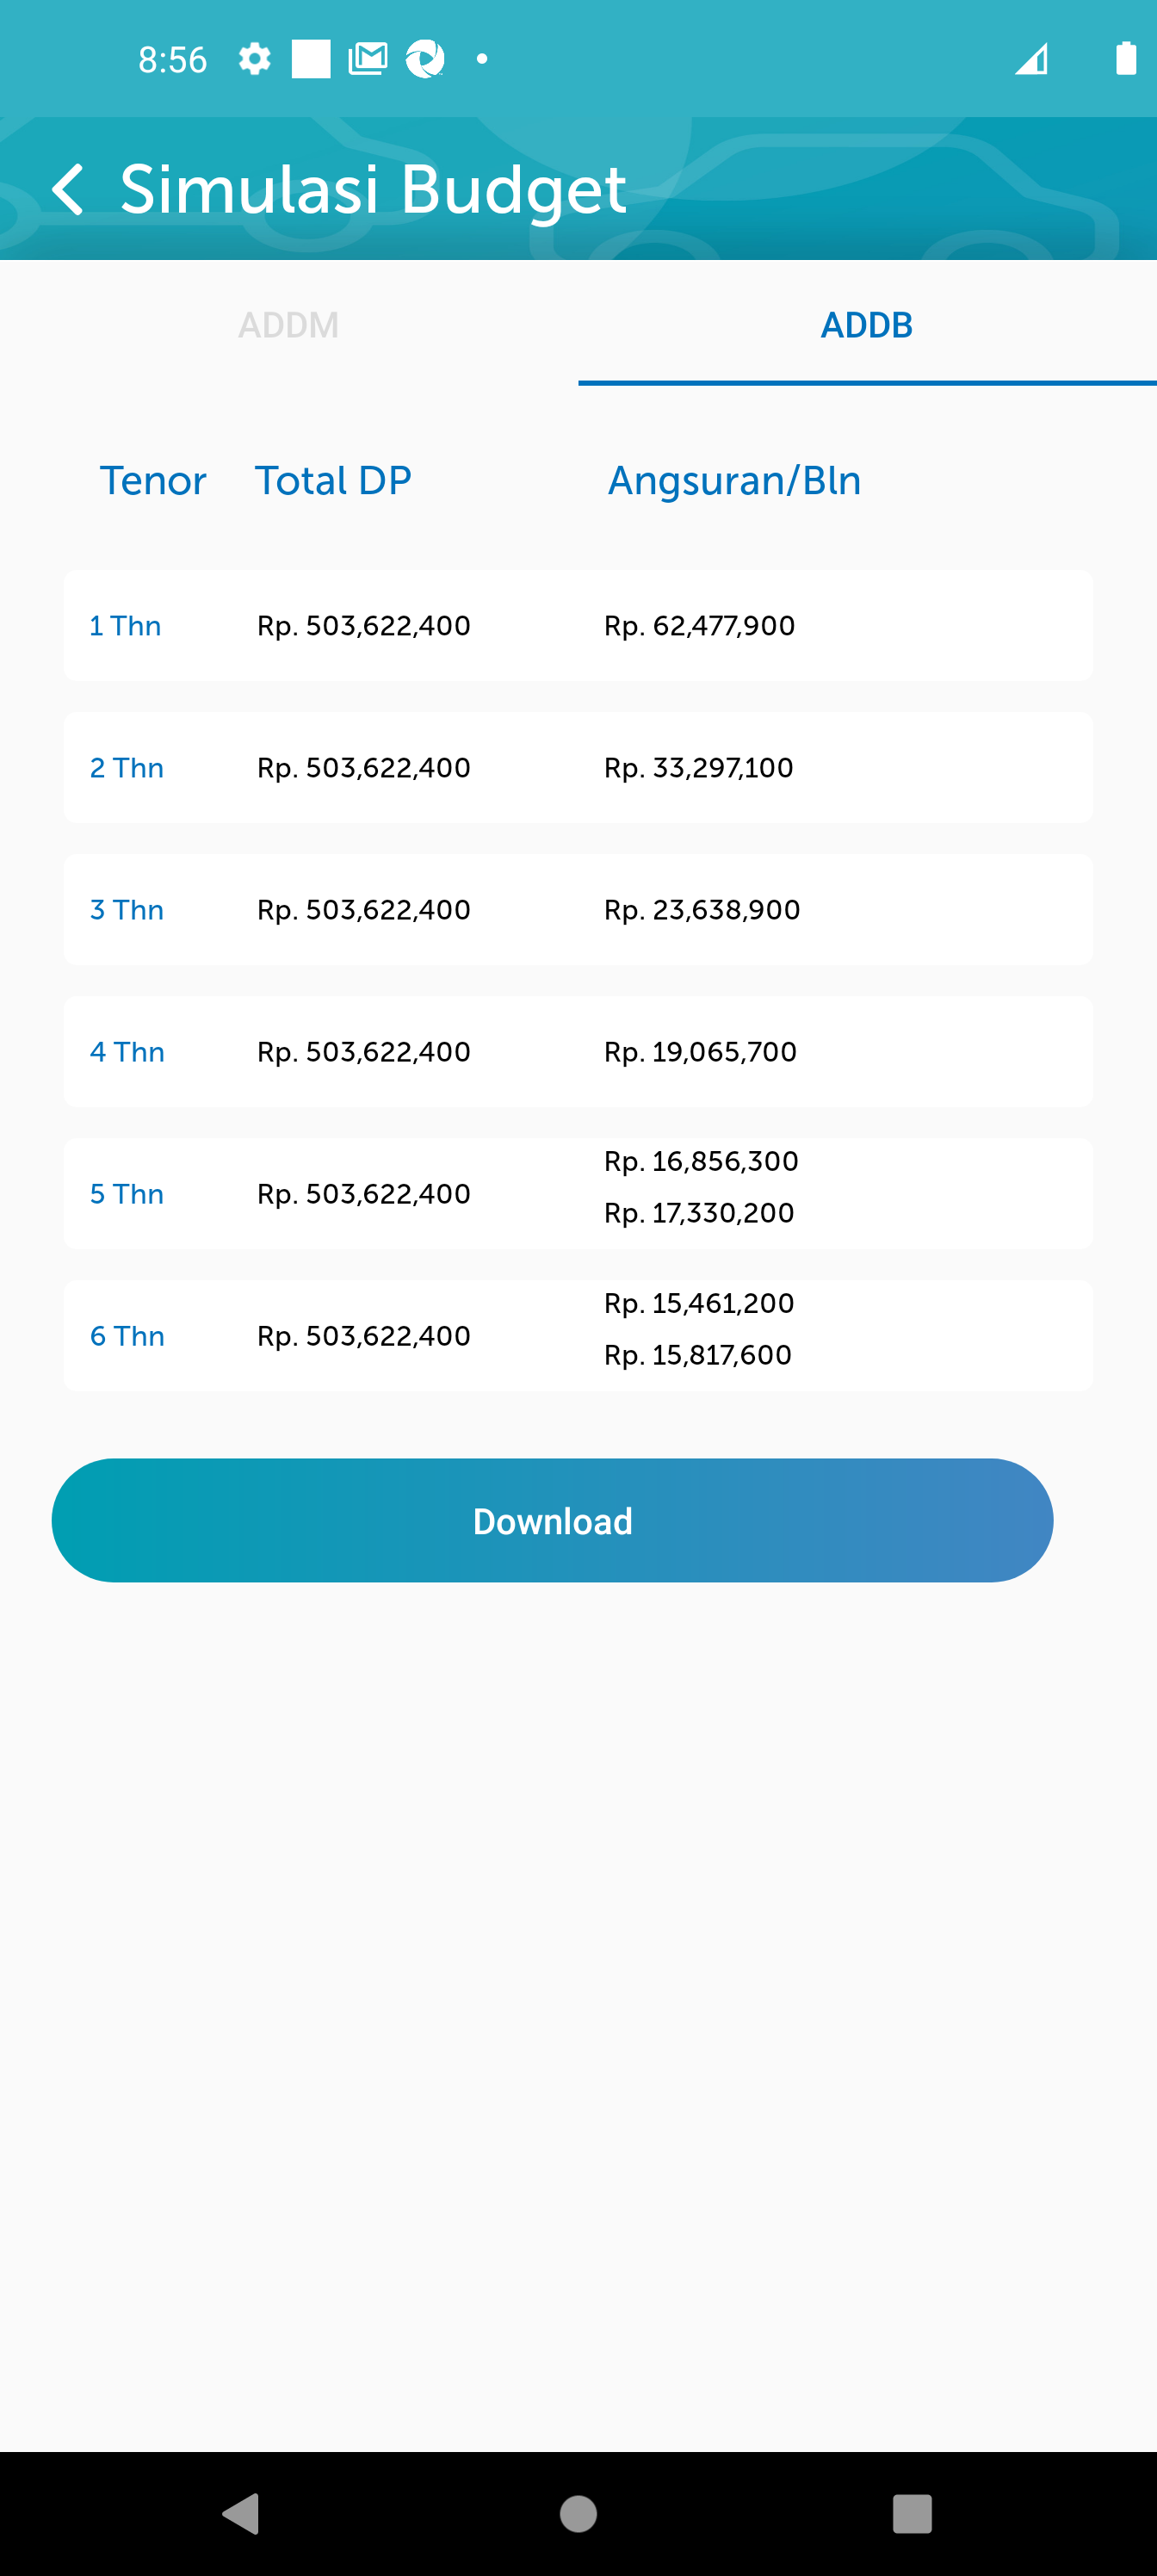 8:56
Simulasi Budget
ADDM ADDB
Tenor Total DP Angsuran/Bln
1 Thn Rp. 503,622,400 Rp. 62,477,900
2 Thn Rp. 503,622,400 Rp. 33,297,100
3 Thn Rp. 503,622,400 Rp. 23,638,900
4 Thn Rp. 503,622,400 Rp. 19,065,700
5 Thn Rp. 503,622,400 Rp. 16,856,300
Rp. 17,330,200
6 Thn Rp. 503,622,400 Rp. 15,461,200
Rp. 15,817,600
Download